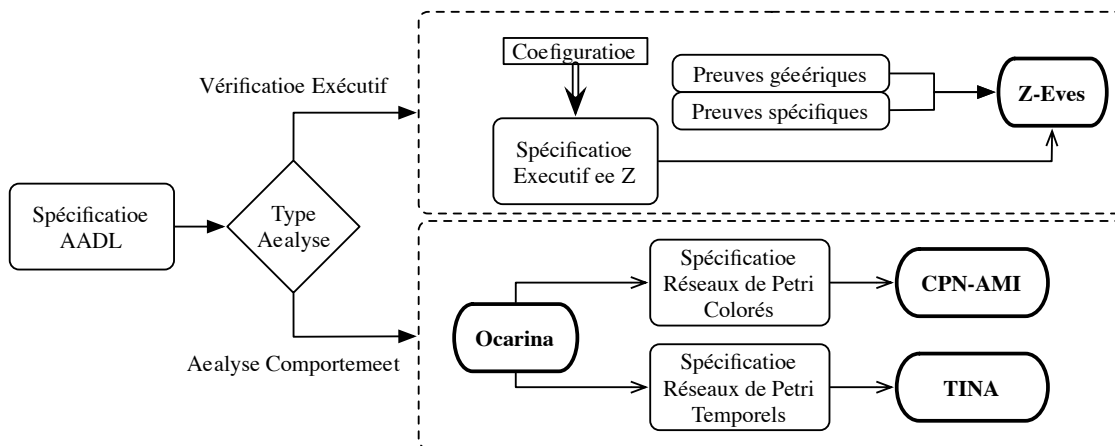 Vérificatioe Exécutif
Coefiguratioe
Preuves géeériques
Preuves spécifiques
Z-Eves
Spécificatioe
Executif ee Z
Spécificatioe
AADL
Type
Aealyse
Spécificatioe
Réseaux de Petri
Colorés
CPN-AMI
Ocarina
Aealyse Comportemeet
Spécificatioe
Réseaux de Petri
Temporels
TINA